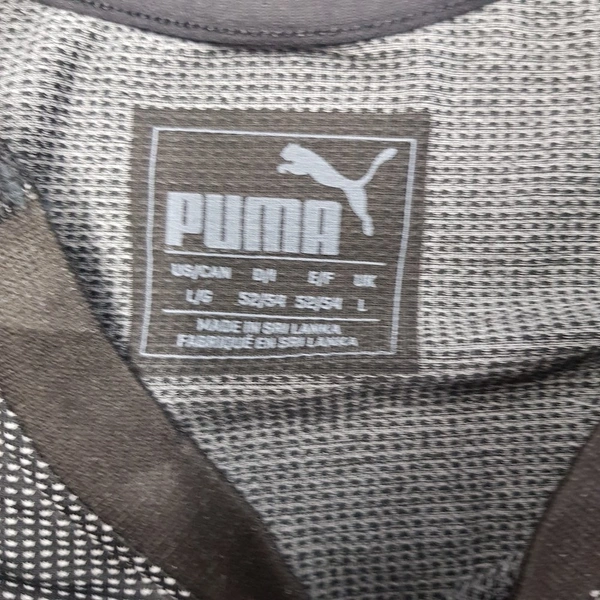 PUMA
US/CAN D/I E/F UK
L/G 52/54 52/54 L
MADE IN SRI LANKA
FABRIQUÉ EN SRI LANKA